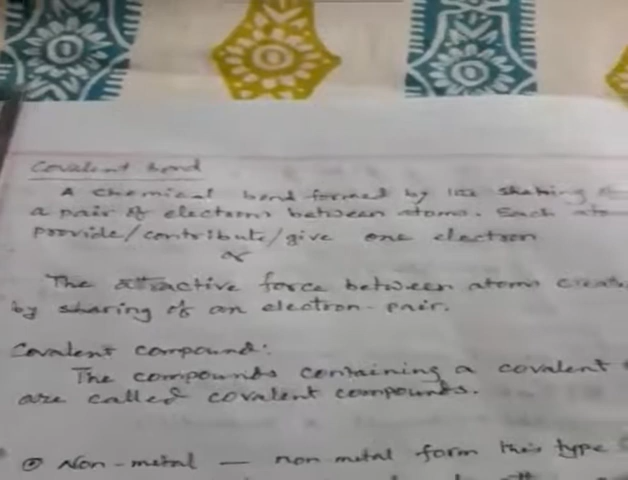 Covalent bond
A chemical bond formed by the sharing of
a pair of electrons between atoms. Each
provide/contribute/give one electron
or
The attractive force between atoms
by sharing of an electron-pair.
Covalent compound:
The compounds containing a covalent
are called covalent compounds.
Non-metal — non metal form this type